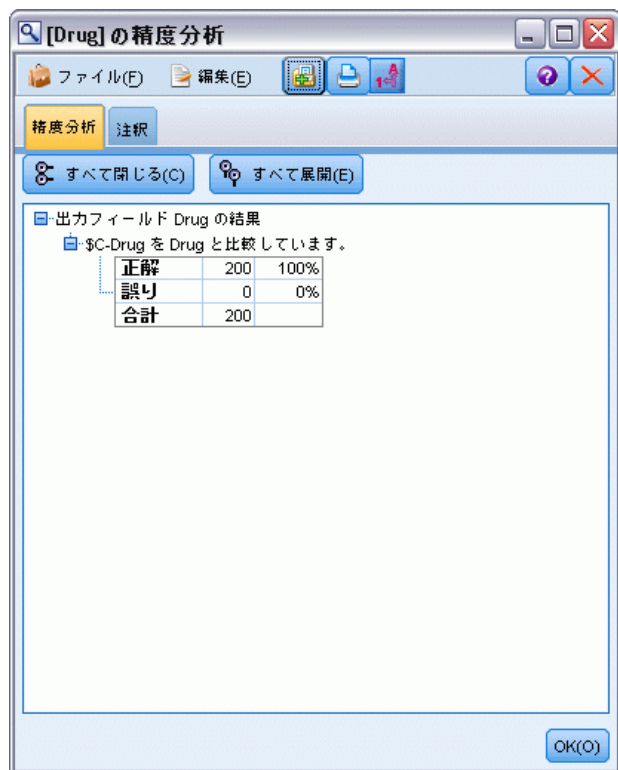 [Drug] の精度分析
ファイル(F) 編集(E)
精度分析 注釈
すべて閉じる(C) すべて展開(E)
出力フィールド Drug の結果
$C-Drug を Drug と比較しています。
正解 200 100%
誤り 0 0%
合計 200
OK(O)